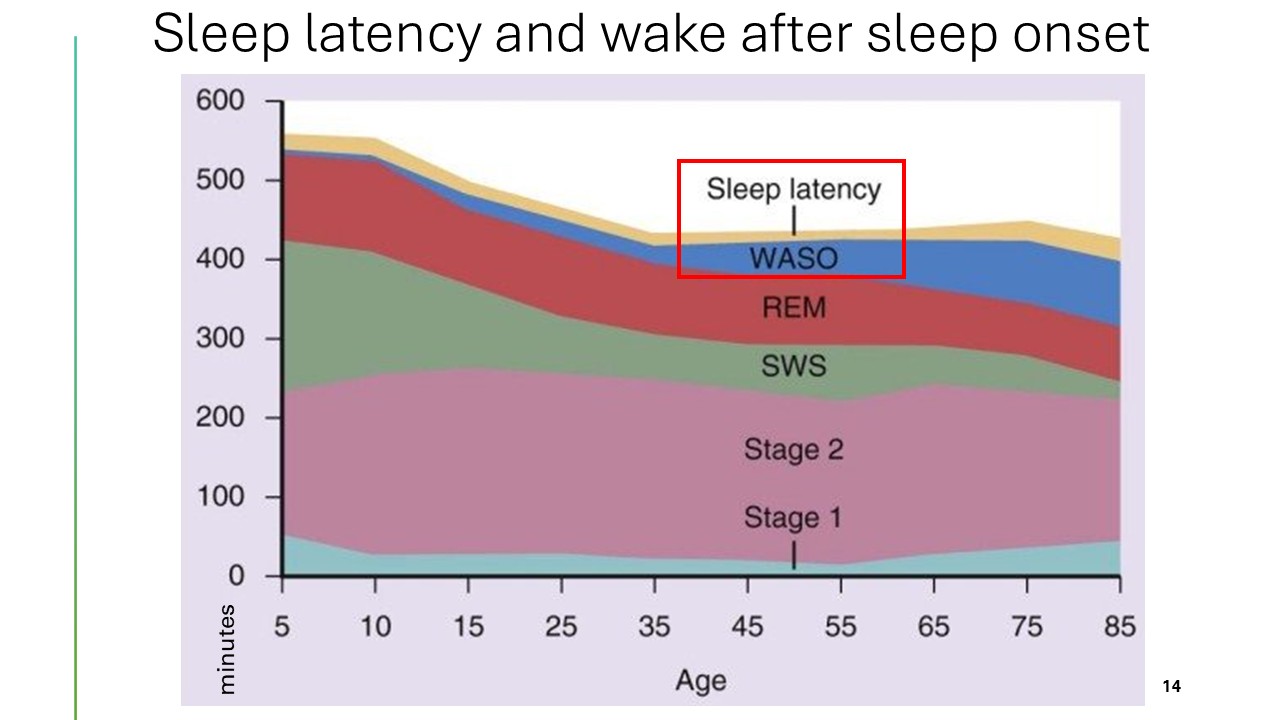 Sleep latency and wake after sleep onset
600
500
400
300
200
100
0
Sleep latency
WASO
REM
SWS
Stage 2
Stage 1
minutes
5 10 15 25 35 45 55 65 75 85
Age
14